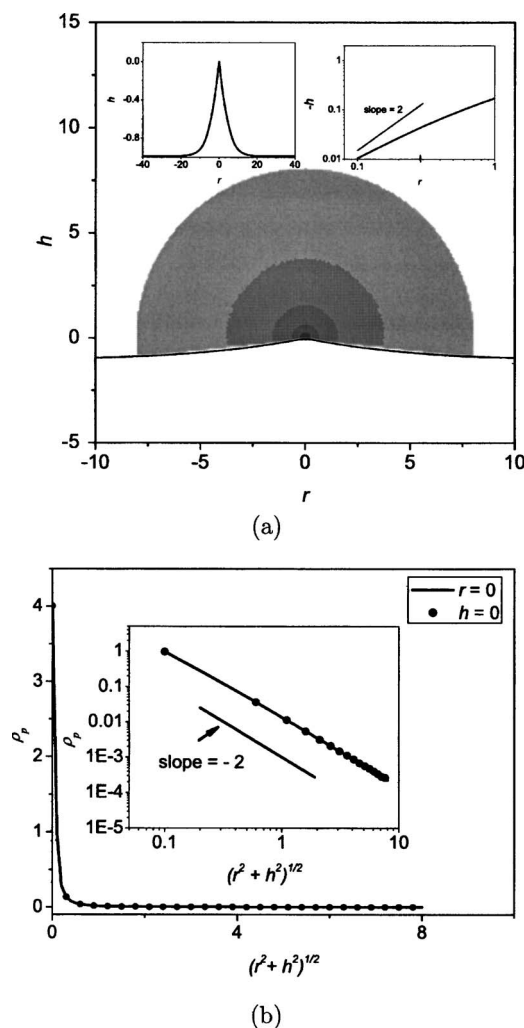 15
10
5
0
-5
h
-10
-5
0
5
10
r
0.0
-0.4
-0.8
h
-40
-20
0
20
40
r
1
0.1
0.01
-h
slope = 2
0.1
1
r
(a)
4
3
2
1
0
ρp
r = 0
h = 0
1
0.1
0.01
1E-3
1E-4
1E-5
ρp
slope = - 2
0.1
1
10
(r² + h²)^1/2
0
4
8
(r²+ h²)^1/2
(b)